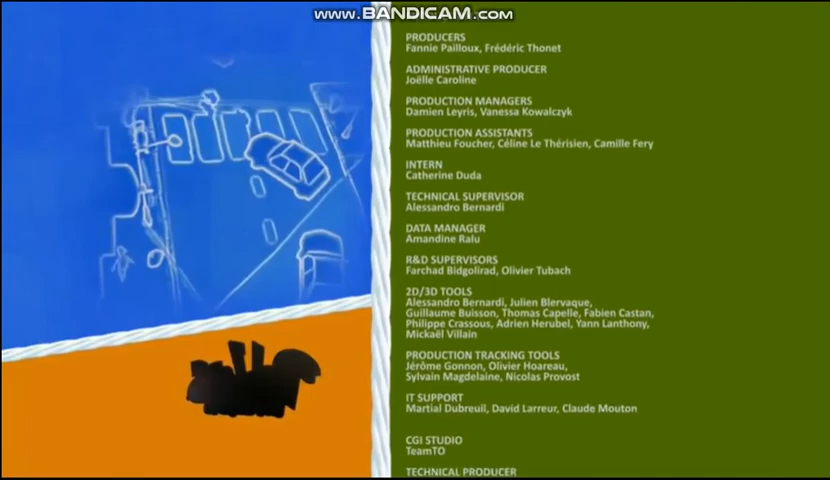 www.BANDICAM.com
PRODUCERS
Fannie Pailloux, Frédéric Thonet
ADMINISTRATIVE PRODUCER
Joëlle Caroline
PRODUCTION MANAGERS
Damien Leyris, Vanessa Kowalczyk
PRODUCTION ASSISTANTS
Matthieu Foucher, Céline Le Thérisien, Camille Fery
INTERN
Catherine Duda
TECHNICAL SUPERVISOR
Alessandro Bernardi
DATA MANAGER
Amandine Ralu
R&D SUPERVISORS
Farchad Bidgolirad, Olivier Tubach
2D/3D TOOLS
Alessandro Bernardi, Julien Blervaque,
Guillaume Buisson, Thomas Capelle, Fabien Castan,
Philippe Crassous, Adrien Herubel, Yann Lanthony,
Mickaël Villain
PRODUCTION TRACKING TOOLS
Jérôme Gonnon, Olivier Hoareau,
Sylvain Magdelaine, Nicolas Provost
IT SUPPORT
Martial Dubreuil, David Larreur, Claude Mouton
CGI STUDIO
TeamTO
TECHNICAL PRODUCER